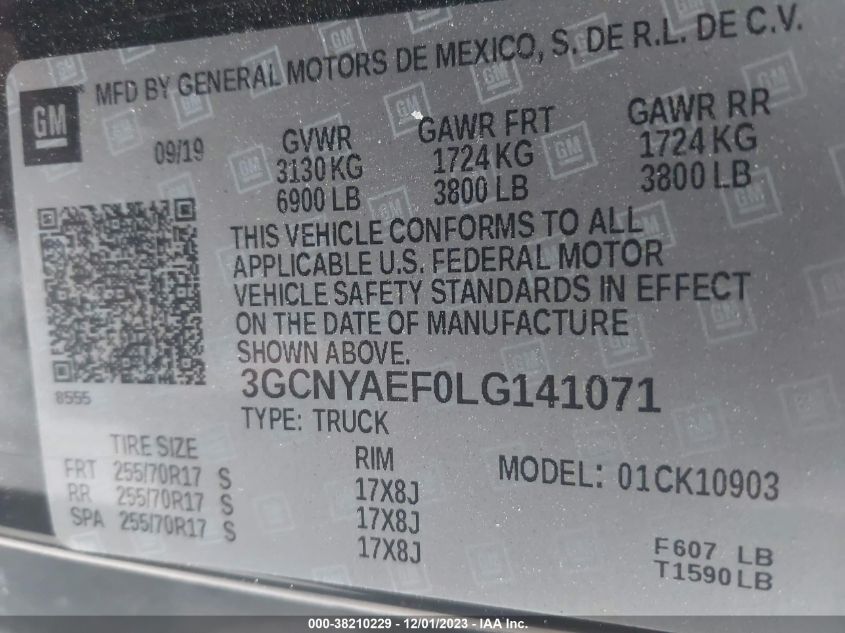 MFD BY GENERAL MOTORS DE MEXICO, S. DE R.L. DE C.V.
GM
09/19
GVWR GAWR FRT GAWR RR
3130 KG 1724 KG 1724 KG
6900 LB 3800 LB 3800 LB
THIS VEHICLE CONFORMS TO ALL
APPLICABLE U.S. FEDERAL MOTOR
VEHICLE SAFETY STANDARDS IN EFFECT
ON THE DATE OF MANUFACTURE
SHOWN ABOVE.
8555
3GCNYAEF0LG141071
TYPE: TRUCK
TIRE SIZE RIM MODEL: 01CK10903
FRT 255/70R17 S 17X8J
RR 255/70R17 S 17X8J
SPA 255/70R17 S 17X8J
F607 LB
T1590 LB
000-38210229 - 12/01/2023 - IAA Inc.